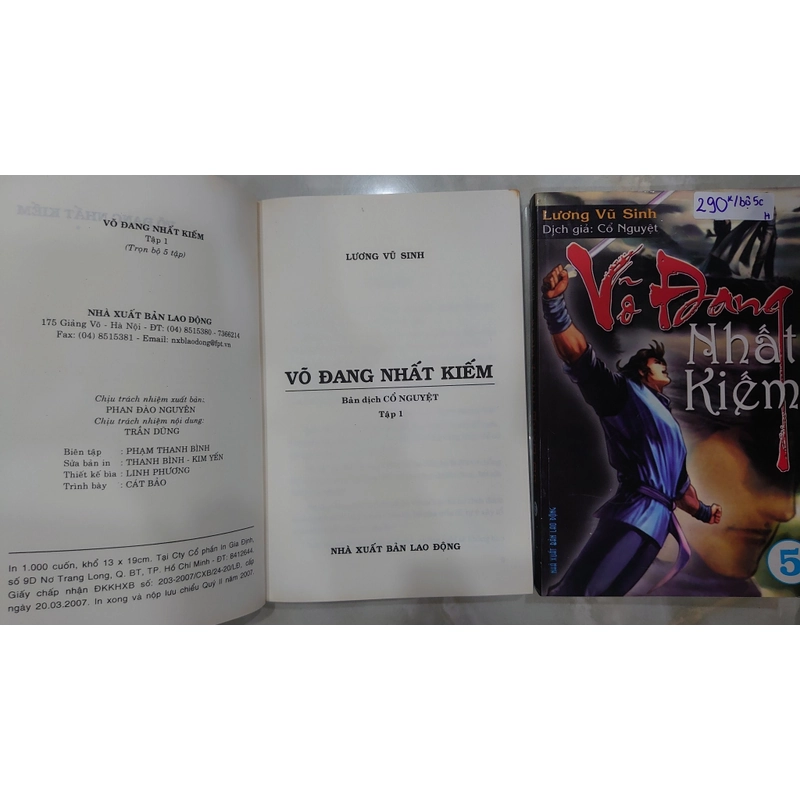 VÕ ĐANG NHẤT KIẾM
Tập 1
(Trọn bộ 5 tập)
NHÀ XUẤT BẢN LAO ĐỘNG
175 Giảng Võ - Hà Nội - ĐT: (04) 8515380 - 7366214
Fax: (04) 8515381 - Email: nxblaodong@fpt.vn
Chịu trách nhiệm xuất bản:
PHAN ĐÀO NGUYÊN
Chịu trách nhiệm nội dung:
TRẦN DŨNG
Biên tập : PHẠM THANH BÌNH
Sửa bản in : THANH BÌNH - KIM YẾN
Thiết kế bìa : LINH PHƯƠNG
Trình bày : CÁT BẢO
In 1.000 cuốn, khổ 13 x 19cm. Tại Cty Cổ phần In Gia Định,
số 9D Nơ Trang Long, Q. BT, TP. Hồ Chí Minh - ĐT: 8412644.
Giấy chấp nhận ĐKKHXB số: 203-2007/CXB/24-20/LĐ, cấp
ngày 20.03.2007. In xong và nộp lưu chiểu Quý II năm 2007.
LƯƠNG VŨ SINH
VÕ ĐANG NHẤT KIẾM
Bản dịch CỔ NGUYỆT
Tập 1
NHÀ XUẤT BẢN LAO ĐỘNG
290K/bộ 5c
H
Lương Vũ Sinh
Dịch giả: Cổ Nguyệt
Võ Đang
Nhất
Kiếm
NHÀ XUẤT BẢN LAO ĐỘNG
5